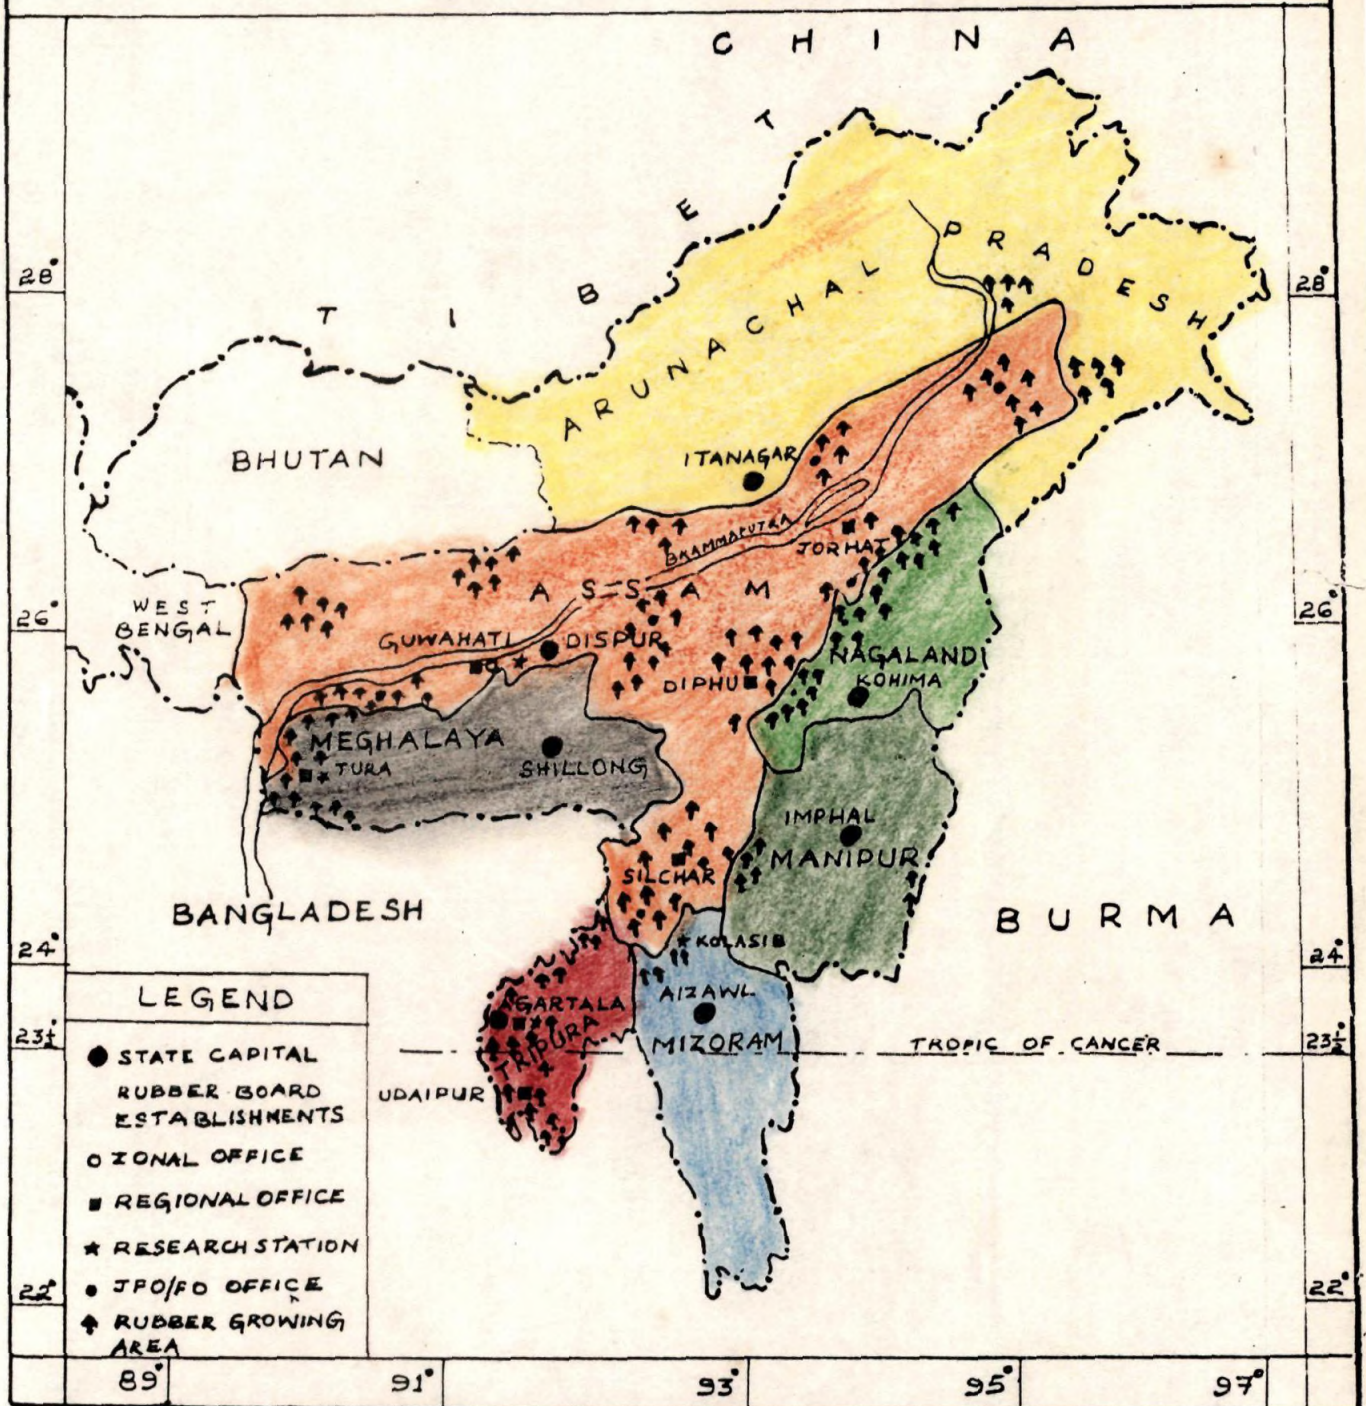 CHINA
TIBET
28°
28°
ARUNACHAL PRADESH
BHUTAN
ITANAGAR
BRAMMAPUTRA
JORHAT
ASSAM
WEST
BENGAL
26°
26°
GUWAHATI
DISPUR
NAGALAND
DIPHU
KOHIMA
MEGHALAYA
TURA
SHILLONG
IMPHAL
MANIPUR
SILCHAR
BANGLADESH
BURMA
KOLASIB
24°
24°
AIZAWL
AGARTALA
TRIPURA
MIZORAM
TROPIC OF CANCER
23½°
23½°
UDAIPUR
LEGEND
STATE CAPITAL
RUBBER BOARD
ESTABLISHMENTS
ZONAL OFFICE
REGIONAL OFFICE
RESEARCH STATION
JPO/FO OFFICE
RUBBER GROWING
AREA
22°
22°
89° 91° 93° 95° 97°